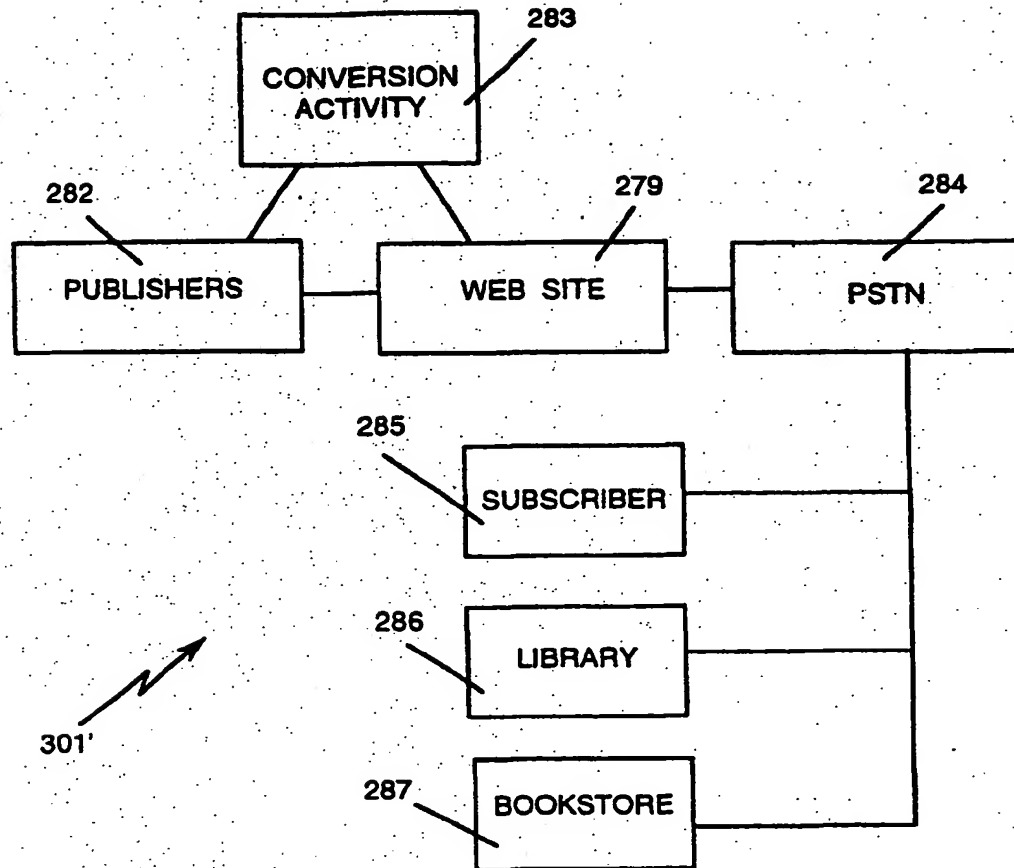 283
CONVERSION
ACTIVITY
282
279
284
PUBLISHERS
WEB SITE
PSTN
285
SUBSCRIBER
286
LIBRARY
301'
287
BOOKSTORE